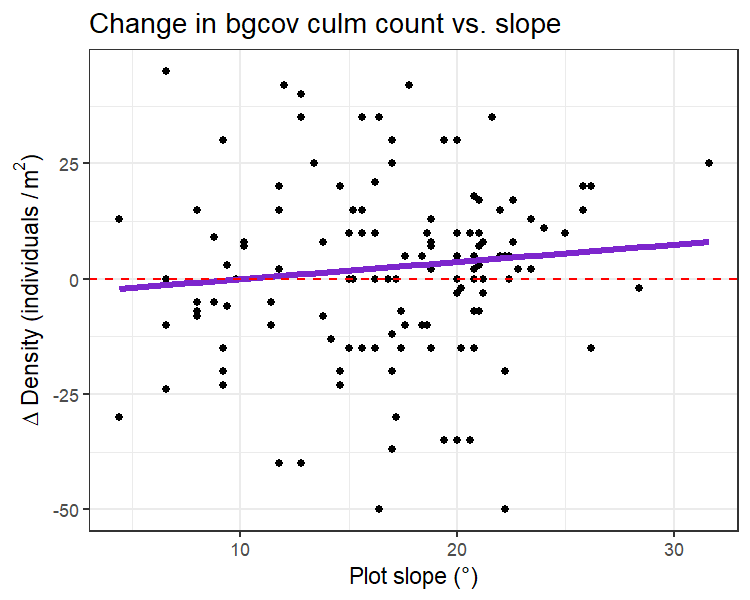 Change in bgcov culm count vs. slope
Δ Density (individuals / m²)
25
0
-25
-50
10
20
30
Plot slope (°)